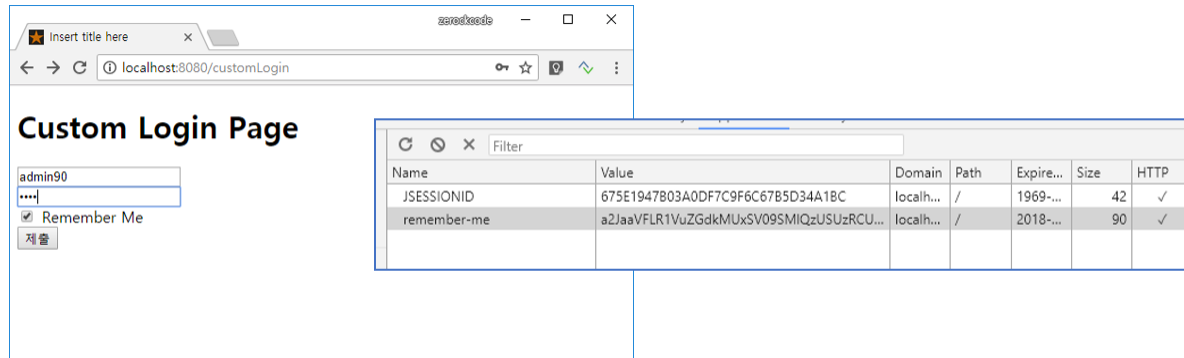 zerockcode
Insert title here
localhost:8080/customLogin
Custom Login Page
admin90
••••
Remember Me
제출
Filter
Name Value Domain Path Expire... Size HTTP
JSESSIONID 675E1947B03A0DF7C9F6C67B5D34A1BC localh... / 1969-... 42 ✓
remember-me a2JaaVFLR1VuZGdkMUxSV09SMlQzUSUzRCU... localh... / 2018-... 90 ✓